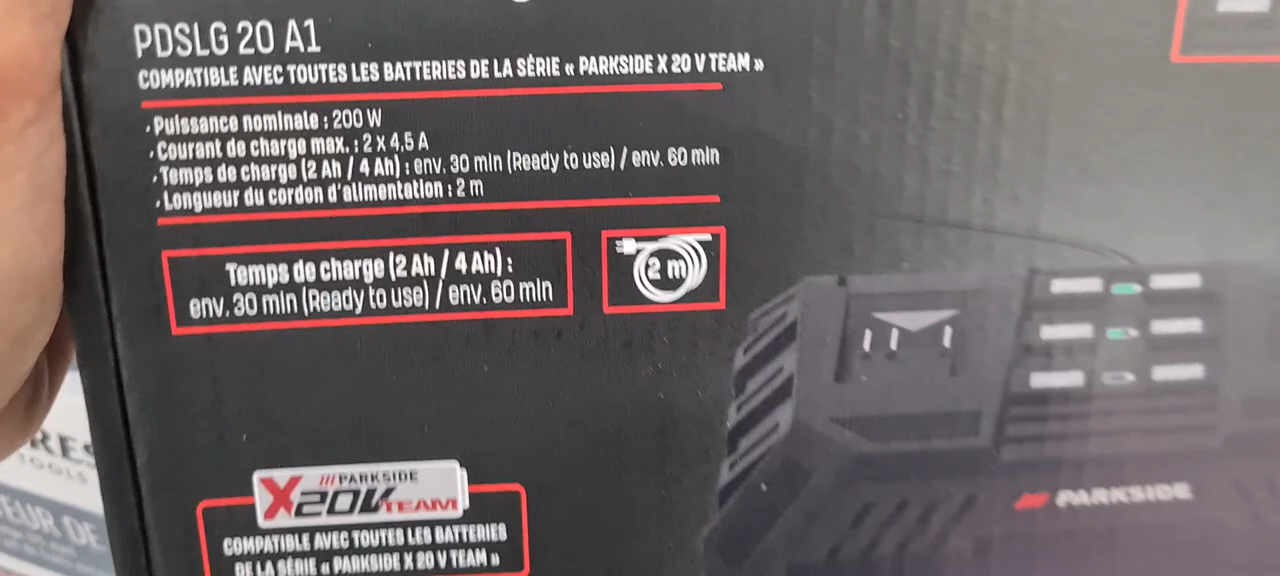 PDSLG 20 A1
COMPATIBLE AVEC TOUTES LES BATTERIES DE LA SÉRIE « PARKSIDE X 20 V TEAM »
• Puissance nominale : 200 W
• Courant de charge max. : 2 x 4,5 A
• Temps de charge (2 Ah / 4 Ah) : env. 30 min (Ready to use) / env. 60 min
• Longueur du cordon d'alimentation : 2 m
Temps de charge (2 Ah / 4 Ah) :
env. 30 min (Ready to use) / env. 60 min
2 m
/// PARKSIDE
X20V TEAM
COMPATIBLE AVEC TOUTES LES BATTERIES
DE LA SÉRIE « PARKSIDE X 20 V TEAM »
/// PARKSIDE
TOOLS
EUR DE